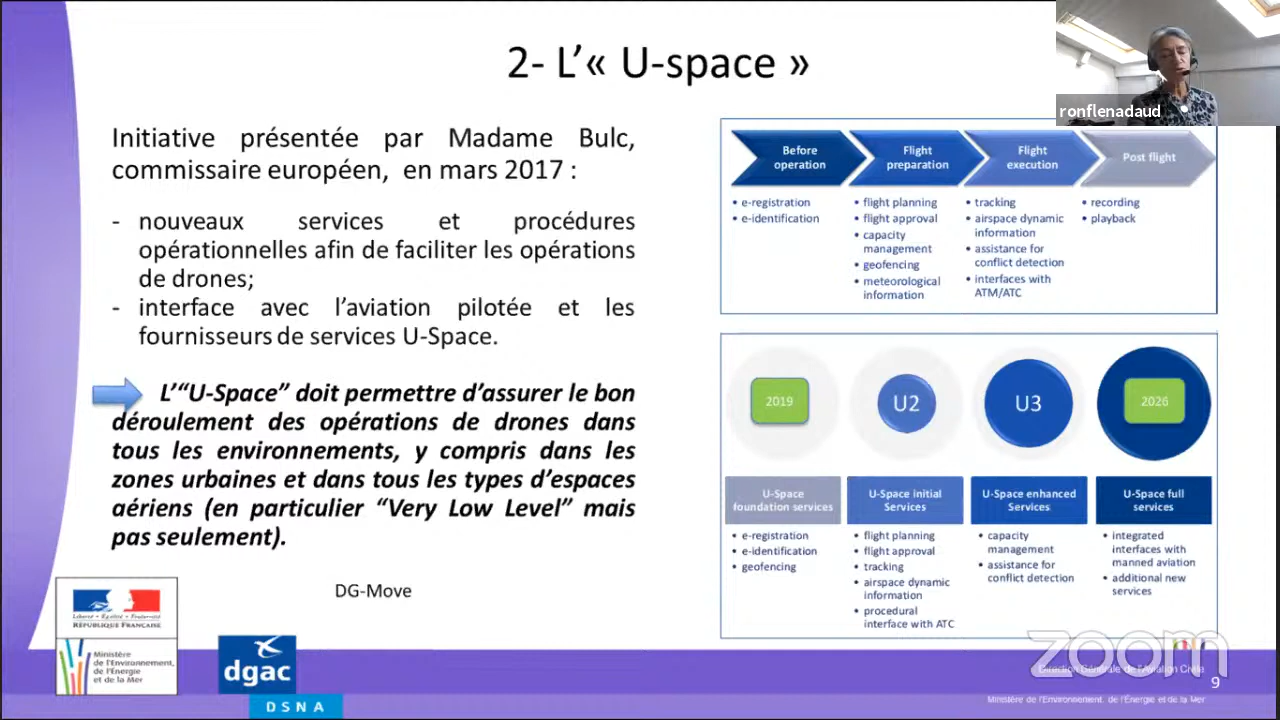 2- L'« U-space »
ronflenadaud
Initiative présentée par Madame Bulc,
commissaire européen, en mars 2017 :
- nouveaux services et procédures
opérationnelles afin de faciliter les opérations
de drones;
- interface avec l'aviation pilotée et les
fournisseurs de services U-Space.
L'“U-Space” doit permettre d'assurer le bon
déroulement des opérations de drones dans
tous les environnements, y compris dans les
zones urbaines et dans tous les types d'espaces
aériens (en particulier “Very Low Level” mais
pas seulement).
DG-Move
Before
operation
• e-registration
• e-identification
Flight
preparation
• flight planning
• flight approval
• capacity
management
• geofencing
• meteorological
information
Flight
execution
• tracking
• airspace dynamic
information
• assistance for
conflict detection
• interfaces with
ATM/ATC
Post flight
• recording
• playback
2019
U-Space
foundation services
• e-registration
• e-identification
• geofencing
U2
U-Space initial
Services
• flight planning
• flight approval
• tracking
• airspace dynamic
information
• procedural
interface with ATC
U3
U-Space enhanced
Services
• capacity
management
• assistance for
conflict detection
2026
U-Space full
services
• integrated
interfaces with
manned aviation
• additional new
services
Liberté • Égalité • Fraternité
RÉPUBLIQUE FRANÇAISE
Ministère
de l'Environnement,
de l'Énergie
et de la Mer
dgac
DSNA
zoom
Direction Générale de l'Aviation Civile
9
Ministère de l'Environnement, de l'Énergie et de la Mer